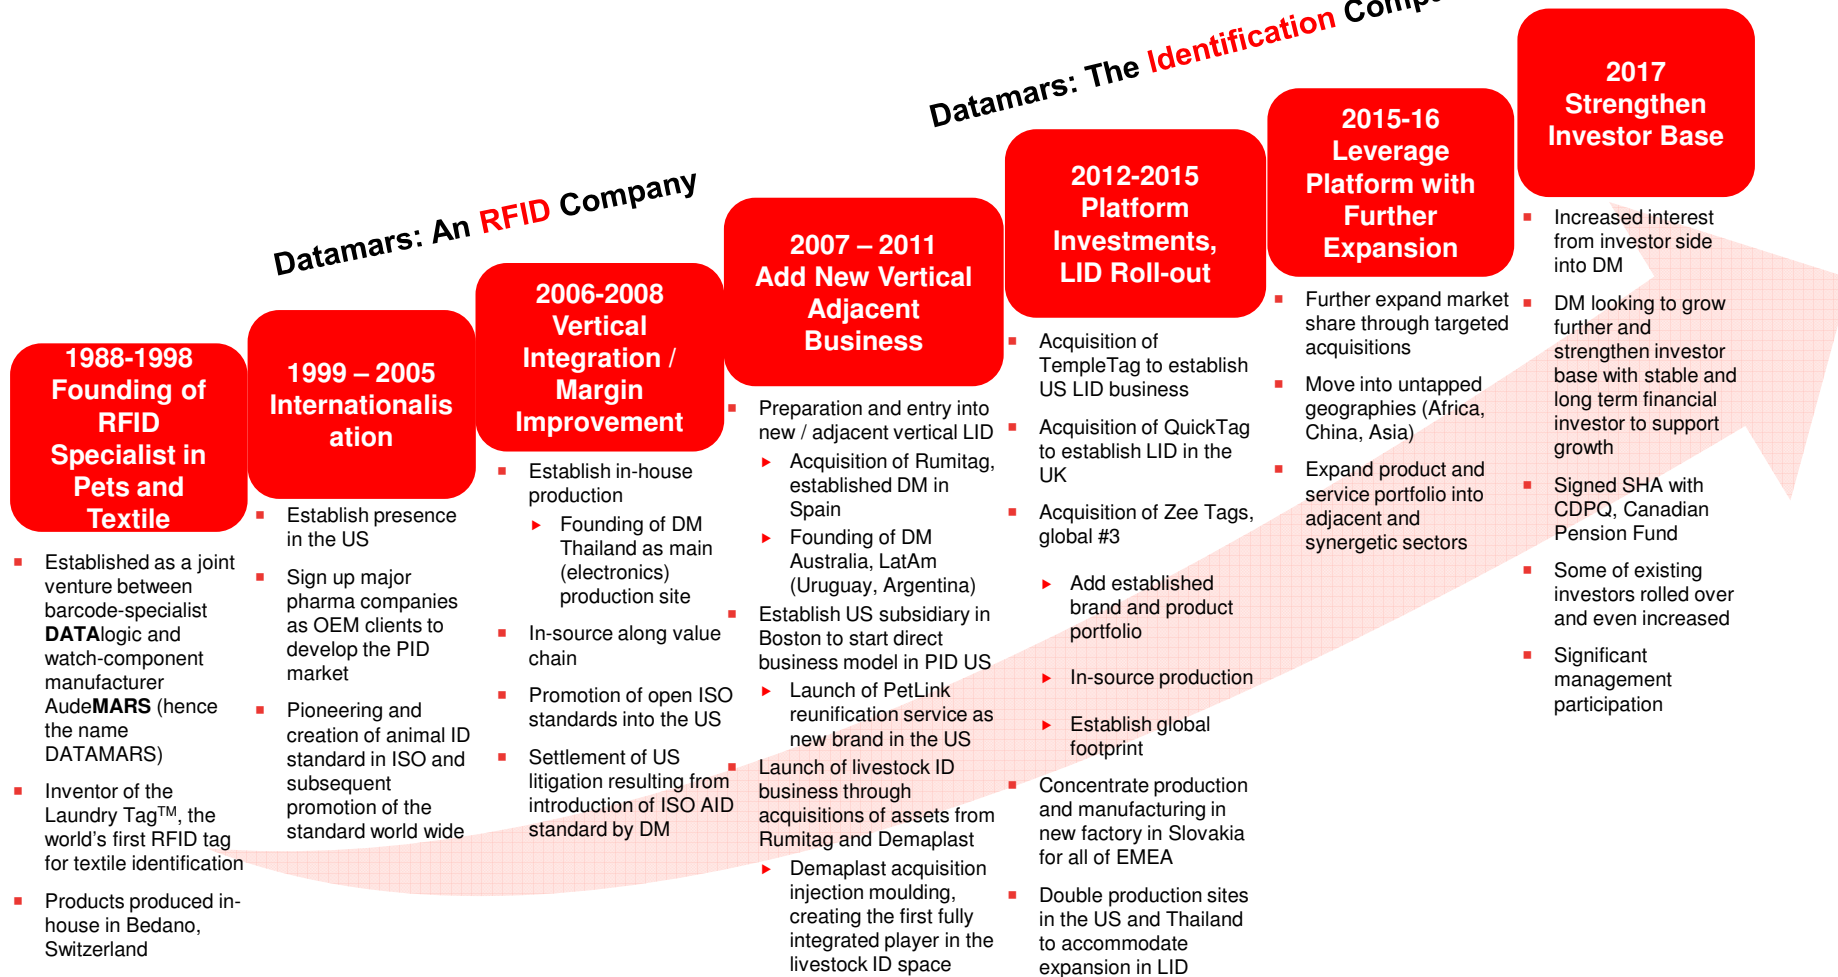 Datamars: An RFID Company
Datamars: The Identification
1988-1998
Founding of
RFID
Specialist in
Pets and
Textile
■ Established as a joint
venture between
barcode-specialist
DATAlogic and
watch-component
manufacturer
AudeMARS (hence
the name
DATAMARS)
■ Inventor of the
Laundry Tag™, the
world's first RFID tag
for textile identification
■ Products produced in-
house in Bedano,
Switzerland
1999 – 2005
Internationalis
ation
■ Establish presence
in the US
■ Sign up major
pharma companies
as OEM clients to
develop the PID
market
■ Pioneering and
creation of animal ID
standard in ISO and
subsequent
promotion of the
standard world wide
2006-2008
Vertical
Integration /
Margin
Improvement
■ Establish in-house
production
► Founding of DM
Thailand as main
(electronics)
production site
■ In-source along value
chain
■ Promotion of open ISO
standards into the US
■ Settlement of US
litigation resulting from
introduction of ISO AID
standard by DM
2007 – 2011
Add New Vertical
Adjacent
Business
■ Preparation and entry into
new / adjacent vertical LID
► Acquisition of Rumitag,
established DM in
Spain
► Founding of DM
Australia, LatAm
(Uruguay, Argentina)
■ Establish US subsidiary in
Boston to start direct
business model in PID US
► Launch of PetLink
reunification service as
new brand in the US
■ Launch of livestock ID
business through
acquisitions of assets from
Rumitag and Demaplast
► Demaplast acquisition
injection moulding,
creating the first fully
integrated player in the
livestock ID space
2012-2015
Platform
Investments,
LID Roll-out
■ Acquisition of
TempleTag to establish
US LID business
■ Acquisition of QuickTag
to establish LID in the
UK
■ Acquisition of Zee Tags,
global #3
► Add established
brand and product
portfolio
► In-source production
► Establish global
footprint
■ Concentrate production
and manufacturing in
new factory in Slovakia
for all of EMEA
■ Double production sites
in the US and Thailand
to accommodate
expansion in LID
2015-16
Leverage
Platform with
Further
Expansion
■ Further expand market
share through targeted
acquisitions
■ Move into untapped
geographies (Africa,
China, Asia)
■ Expand product and
service portfolio into
adjacent and
synergetic sectors
2017
Strengthen
Investor Base
■ Increased interest
from investor side
into DM
■ DM looking to grow
further and
strengthen investor
base with stable and
long term financial
investor to support
growth
■ Signed SHA with
CDPQ, Canadian
Pension Fund
■ Some of existing
investors rolled over
and even increased
■ Significant
management
participation